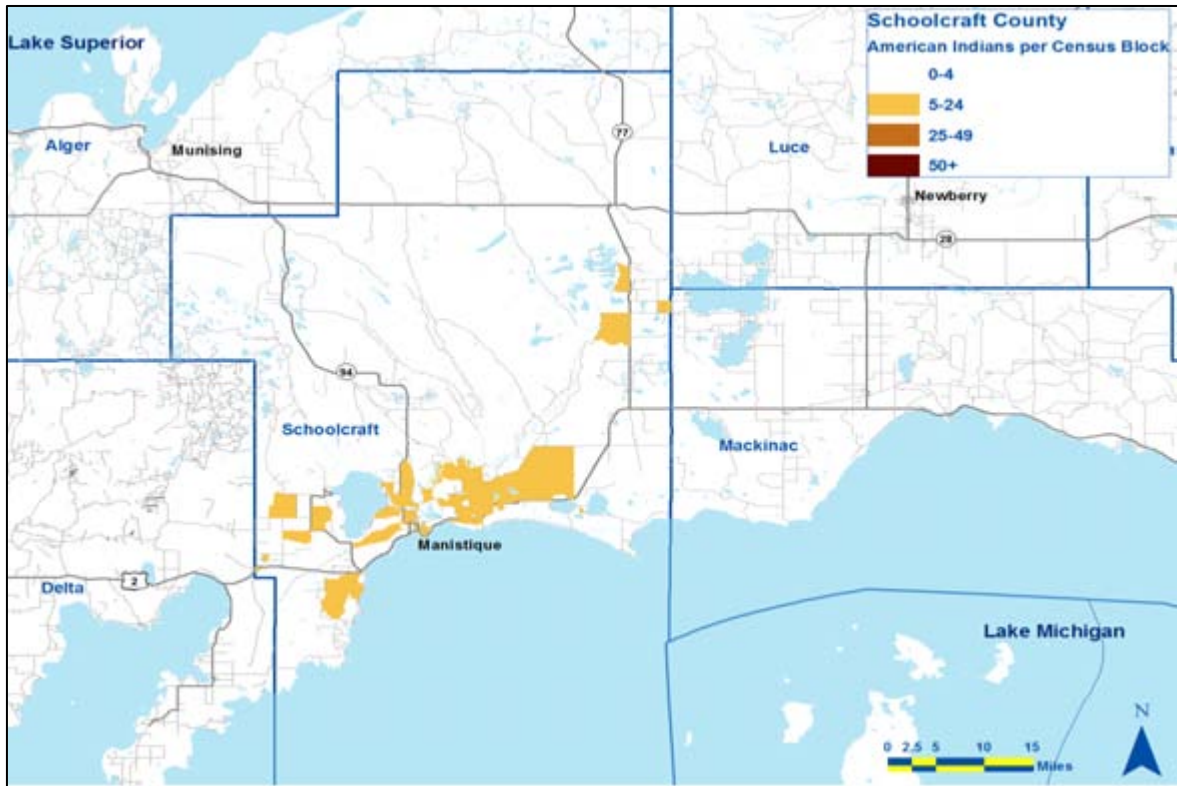 Schoolcraft County
American Indians per Census Block
0-4
5-24
25-49
50+
Lake Superior
77
Alger
Munising
Luce
Newberry
28
94
Schoolcraft
Mackinac
Manistique
2
Delta
Lake Michigan
N
0 2.5 5 10 15
Miles